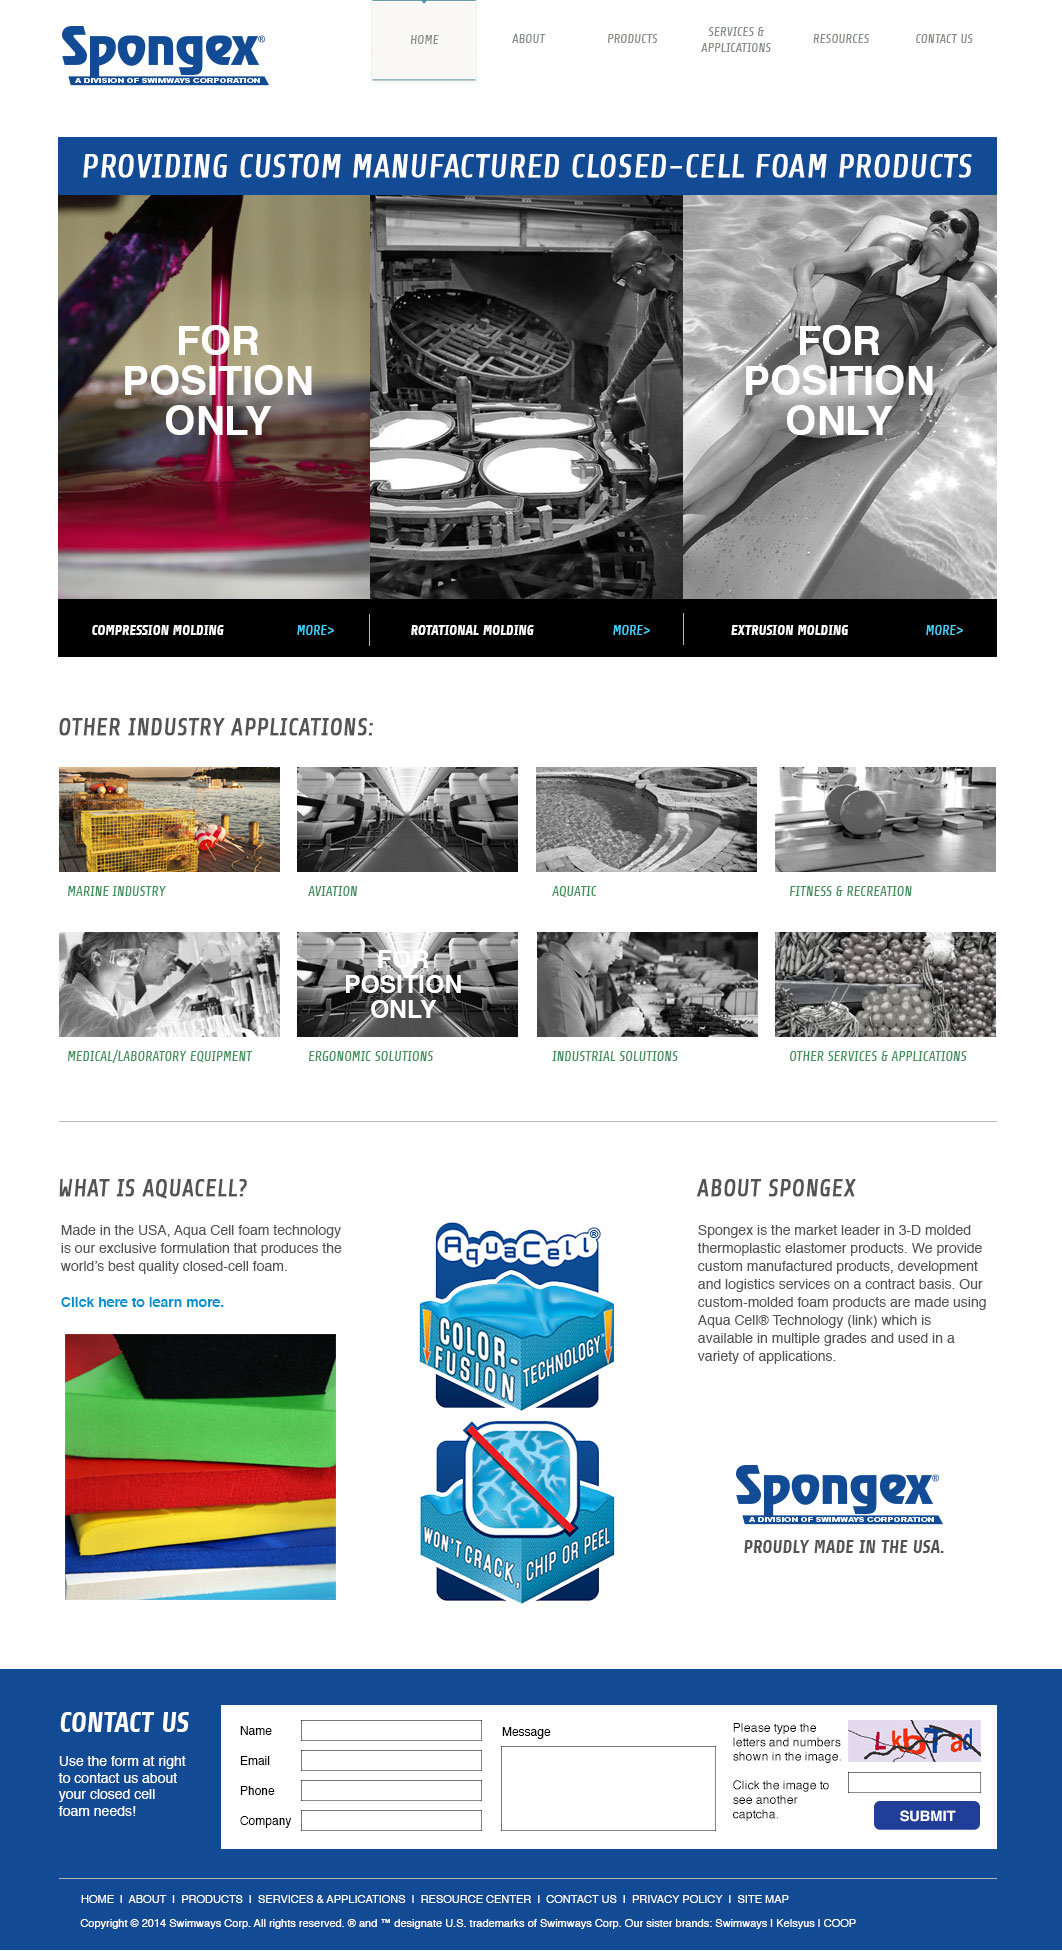 Spongex®
A DIVISION OF SWIMWAYS CORPORATION
HOME
ABOUT
PRODUCTS
SERVICES &
APPLICATIONS
RESOURCES
CONTACT US
PROVIDING CUSTOM MANUFACTURED CLOSED-CELL FOAM PRODUCTS
FOR
POSITION
ONLY
FOR
POSITION
ONLY
COMPRESSION MOLDING
MORE>
ROTATIONAL MOLDING
MORE>
EXTRUSION MOLDING
MORE>
OTHER INDUSTRY APPLICATIONS:
MARINE INDUSTRY
AVIATION
AQUATIC
FITNESS & RECREATION
FOR
POSITION
ONLY
MEDICAL/LABORATORY EQUIPMENT
ERGONOMIC SOLUTIONS
INDUSTRIAL SOLUTIONS
OTHER SERVICES & APPLICATIONS
WHAT IS AQUACELL?
Made in the USA, Aqua Cell foam technology
is our exclusive formulation that produces the
world's best quality closed-cell foam.
Click here to learn more.
AquaCell®
COLOR-
FUSION
TECHNOLOGY™
WON'T CRACK, CHIP OR PEEL
ABOUT SPONGEX
Spongex is the market leader in 3-D molded
thermoplastic elastomer products. We provide
custom manufactured products, development
and logistics services on a contract basis. Our
custom-molded foam products are made using
Aqua Cell® Technology (link) which is
available in multiple grades and used in a
variety of applications.
Spongex®
A DIVISION OF SWIMWAYS CORPORATION
PROUDLY MADE IN THE USA.
CONTACT US
Use the form at right
to contact us about
your closed cell
foam needs!
Name
Email
Phone
Company
Message
Please type the
letters and numbers
shown in the image.
Click the image to
see another
captcha.
LkbTad
SUBMIT
HOME | ABOUT | PRODUCTS | SERVICES & APPLICATIONS | RESOURCE CENTER | CONTACT US | PRIVACY POLICY | SITE MAP
Copyright © 2014 Swimways Corp. All rights reserved. ® and ™ designate U.S. trademarks of Swimways Corp. Our sister brands: Swimways | Kelsyus | COOP